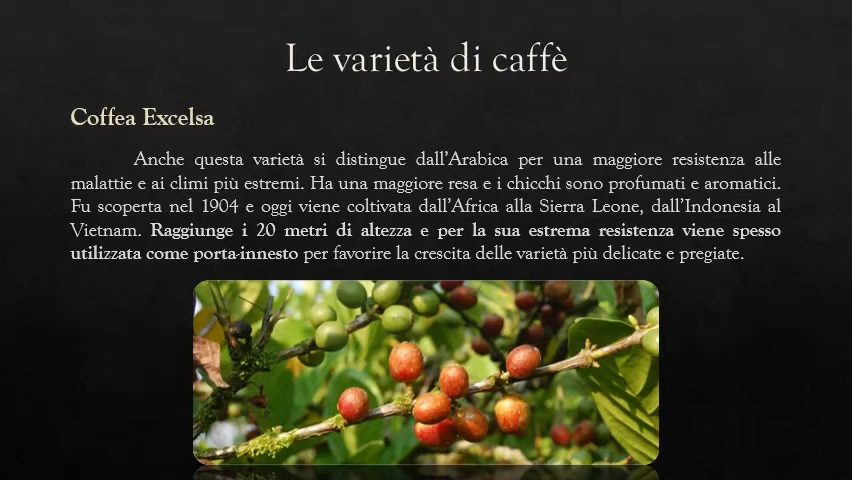 Le varietà di caffè
Coffea Excelsa
Anche questa varietà si distingue dall’Arabica per una maggiore resistenza alle
malattie e ai climi più estremi. Ha una maggiore resa e i chicchi sono profumati e aromatici.
Fu scoperta nel 1904 e oggi viene coltivata dall’Africa alla Sierra Leone, dall’Indonesia al
Vietnam. Raggiunge i 20 metri di altezza e per la sua estrema resistenza viene spesso
utilizzata come porta-innesto per favorire la crescita delle varietà più delicate e pregiate.